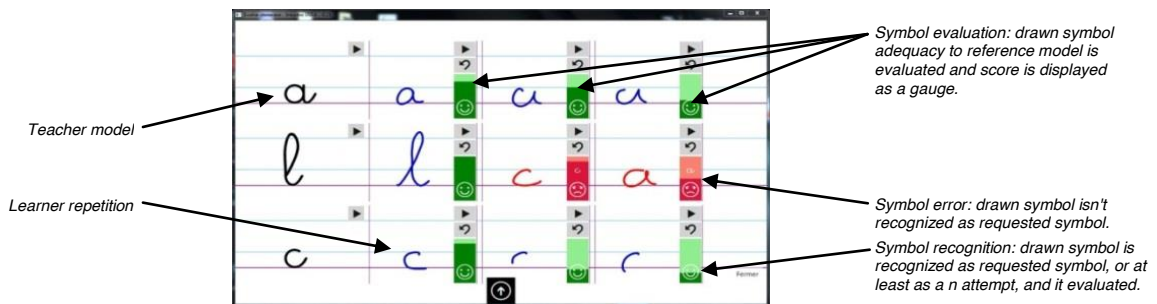 Symbol evaluation: drawn symbol
adequacy to reference model is
evaluated and score is displayed
as a gauge.
a a a a
Teacher model
l l c a
Learner repetition
Symbol error: drawn symbol isn't
recognized as requested symbol.
c c
Symbol recognition: drawn symbol is
recognized as requested symbol, or at
least as a n attempt, and it evaluated.
Fermer